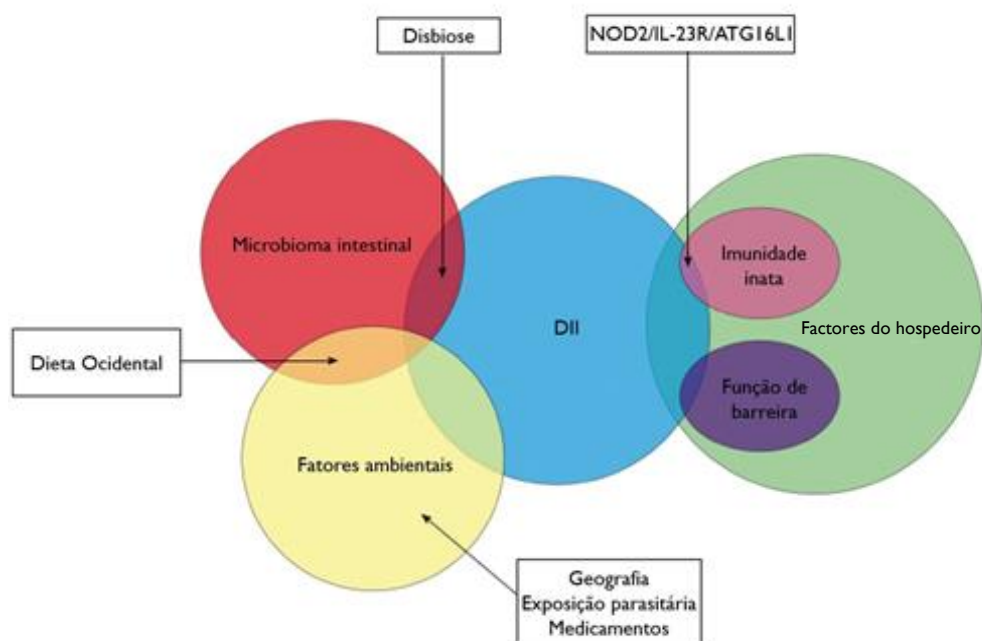 Disbiose
NOD2/IL-23R/ATG16L1
Microbioma intestinal
Imunidade
inata
DII
Factores do hospedeiro
Dieta Ocidental
Função de
barreira
Fatores ambientais
Geografia
Exposição parasitária
Medicamentos